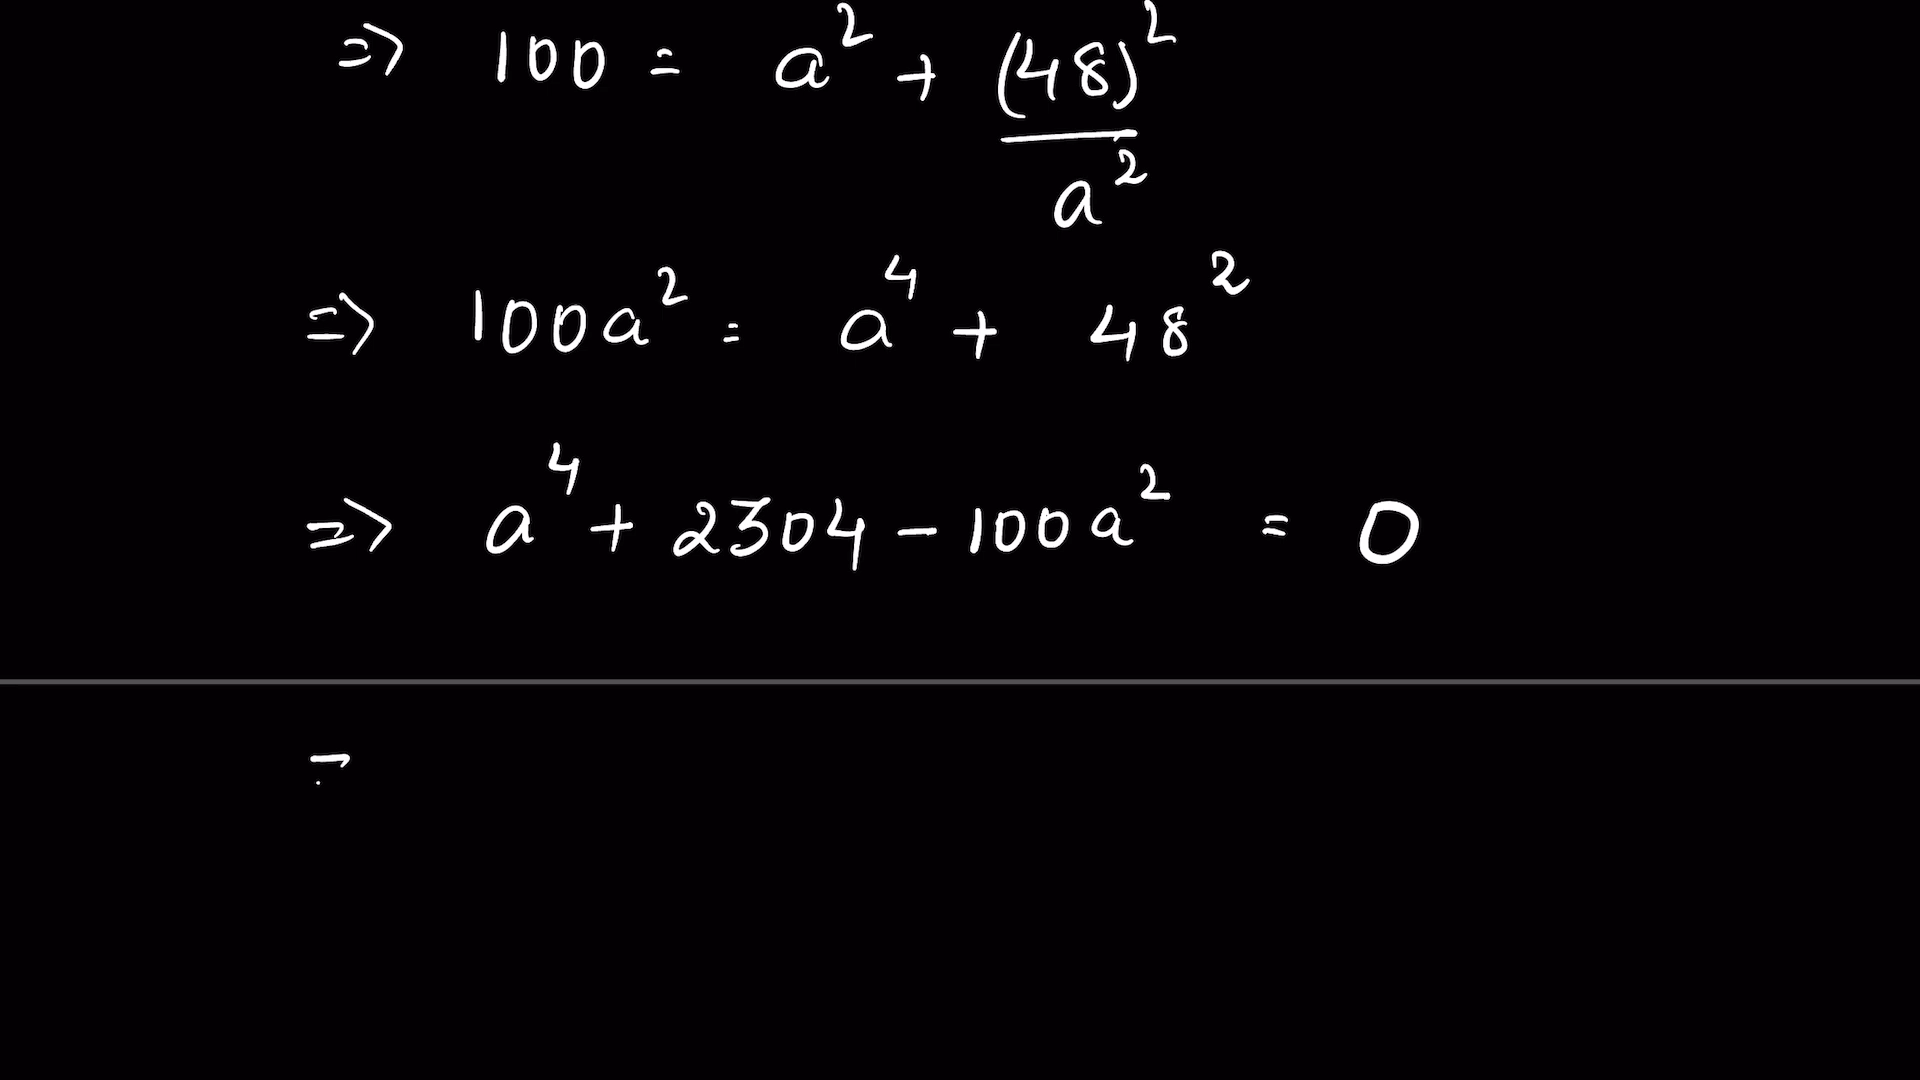 => 100 = a² + (48)²/a²
=> 100a² = a⁴ + 48²
=> a⁴ + 2304 - 100a² = 0
=